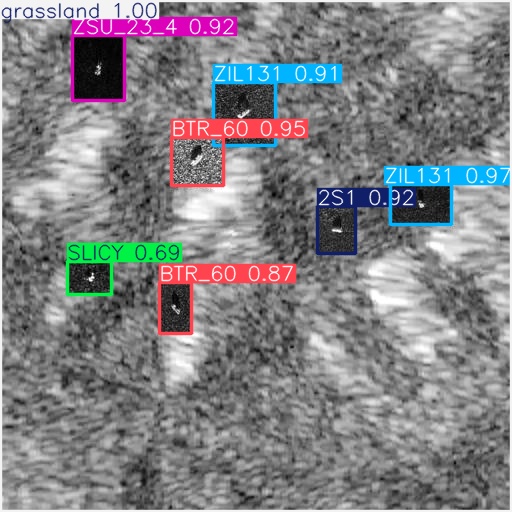 grassland 1.00
ZSU_23_4 0.92
ZIL131 0.91
BTR_60 0.95
ZIL131 0.97
2S1 0.92
SLICY 0.69
BTR_60 0.87